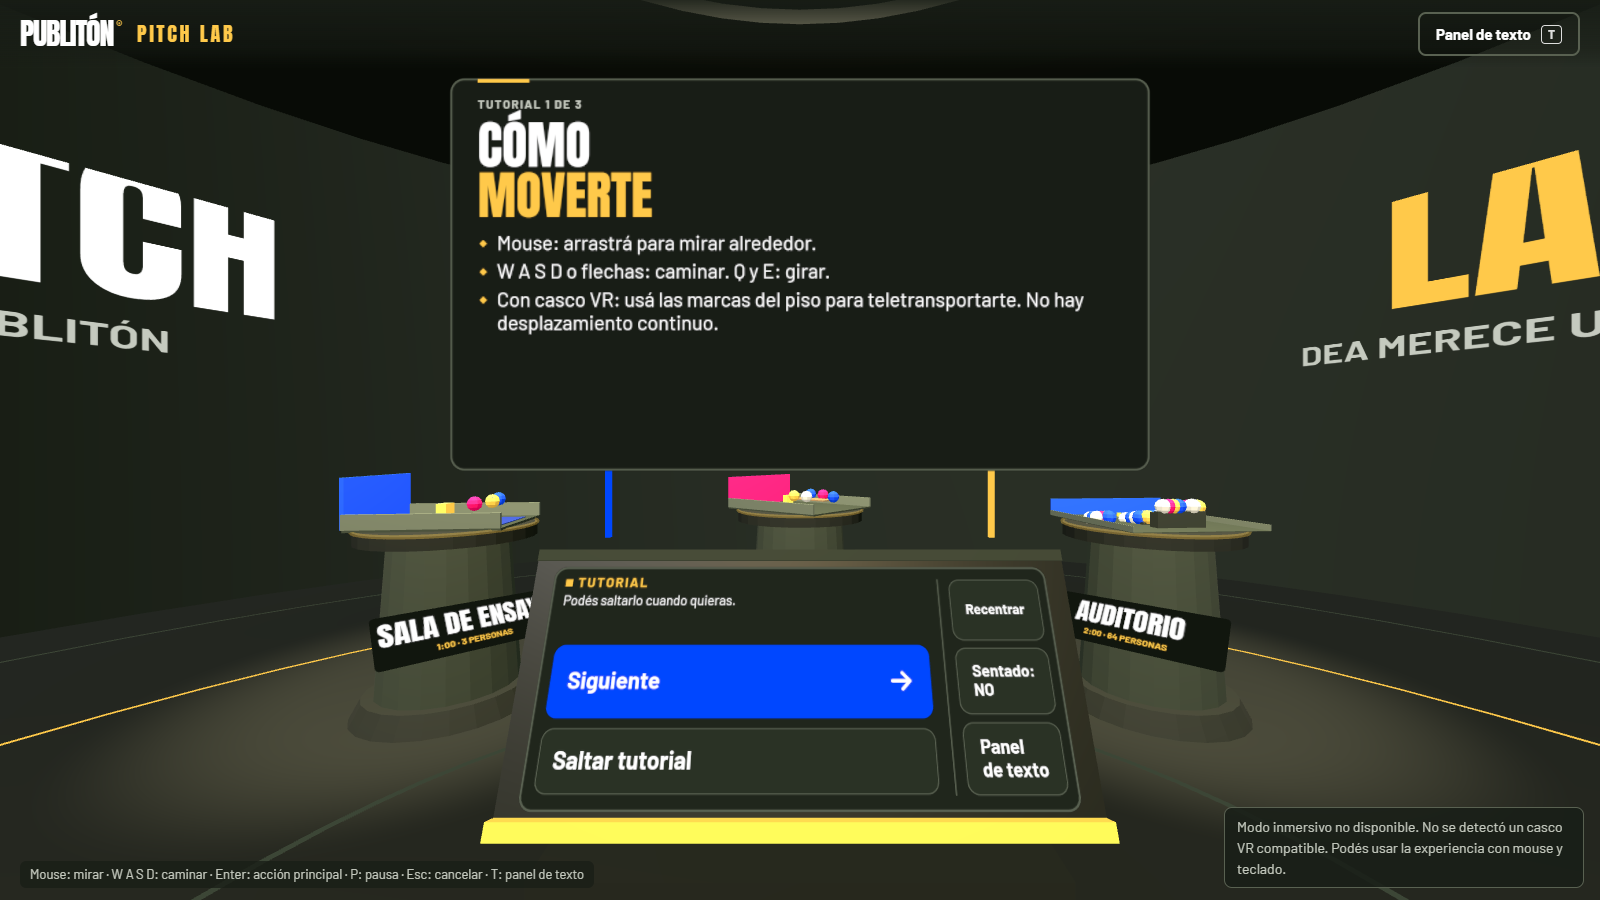 PUBLITÓN
PITCH LAB
Panel de texto T
TUTORIAL 1 DE 3
CÓMO
MOVERTE
Mouse: arrastrá para mirar alrededor.
W A S D o flechas: caminar. Q y E: girar.
Con casco VR: usá las marcas del piso para teletransportarte. No hay
desplazamiento continuo.
TCH
BLITÓN
LA
DEA MERECE U
SALA DE ENSAY
1:00 · 3 PERSONAS
AUDITORIO
2:00 · 64 PERSONAS
TUTORIAL
Podés saltarlo cuando quieras.
Siguiente
Saltar tutorial
Recentrar
Sentado:
NO
Panel
de texto
Mouse: mirar · W A S D: caminar · Enter: acción principal · P: pausa · Esc: cancelar · T: panel de texto
Modo inmersivo no disponible. No se detectó un casco
VR compatible. Podés usar la experiencia con mouse y
teclado.